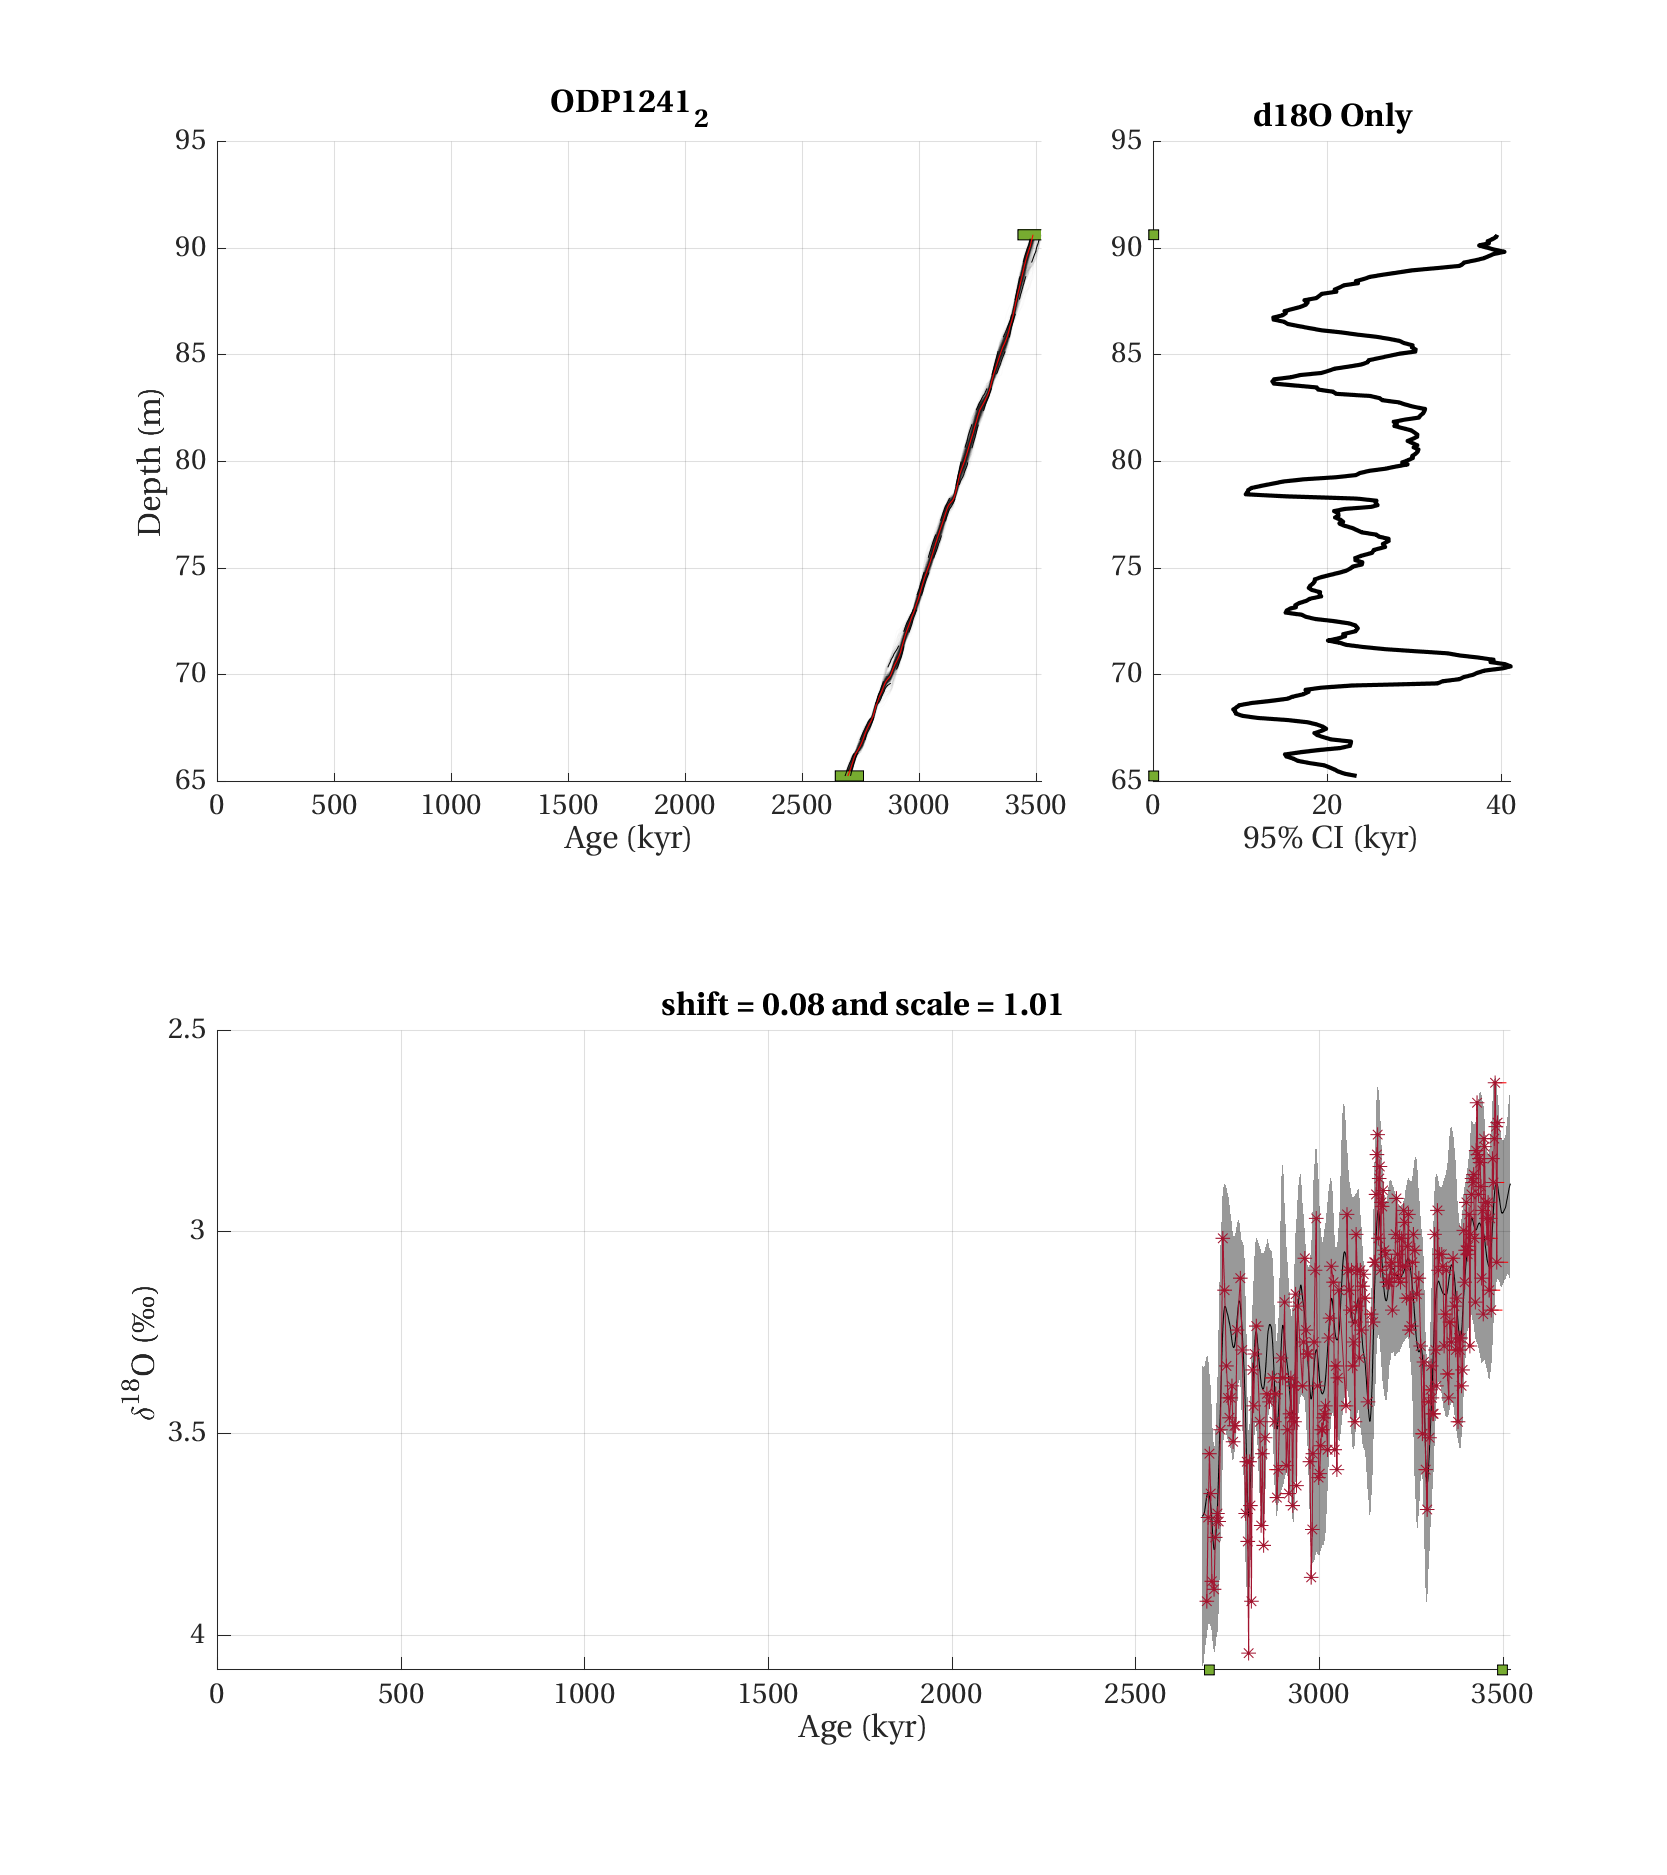 ODP1241₂
95
90
85
80
75
70
65
Depth (m)
0 500 1000 1500 2000 2500 3000 3500
Age (kyr)
d18O Only
95
90
85
80
75
70
65
0 20 40
95% CI (kyr)
shift = 0.08 and scale = 1.01
2.5
3
3.5
4
δ¹⁸O (‰)
0 500 1000 1500 2000 2500 3000 3500
Age (kyr)